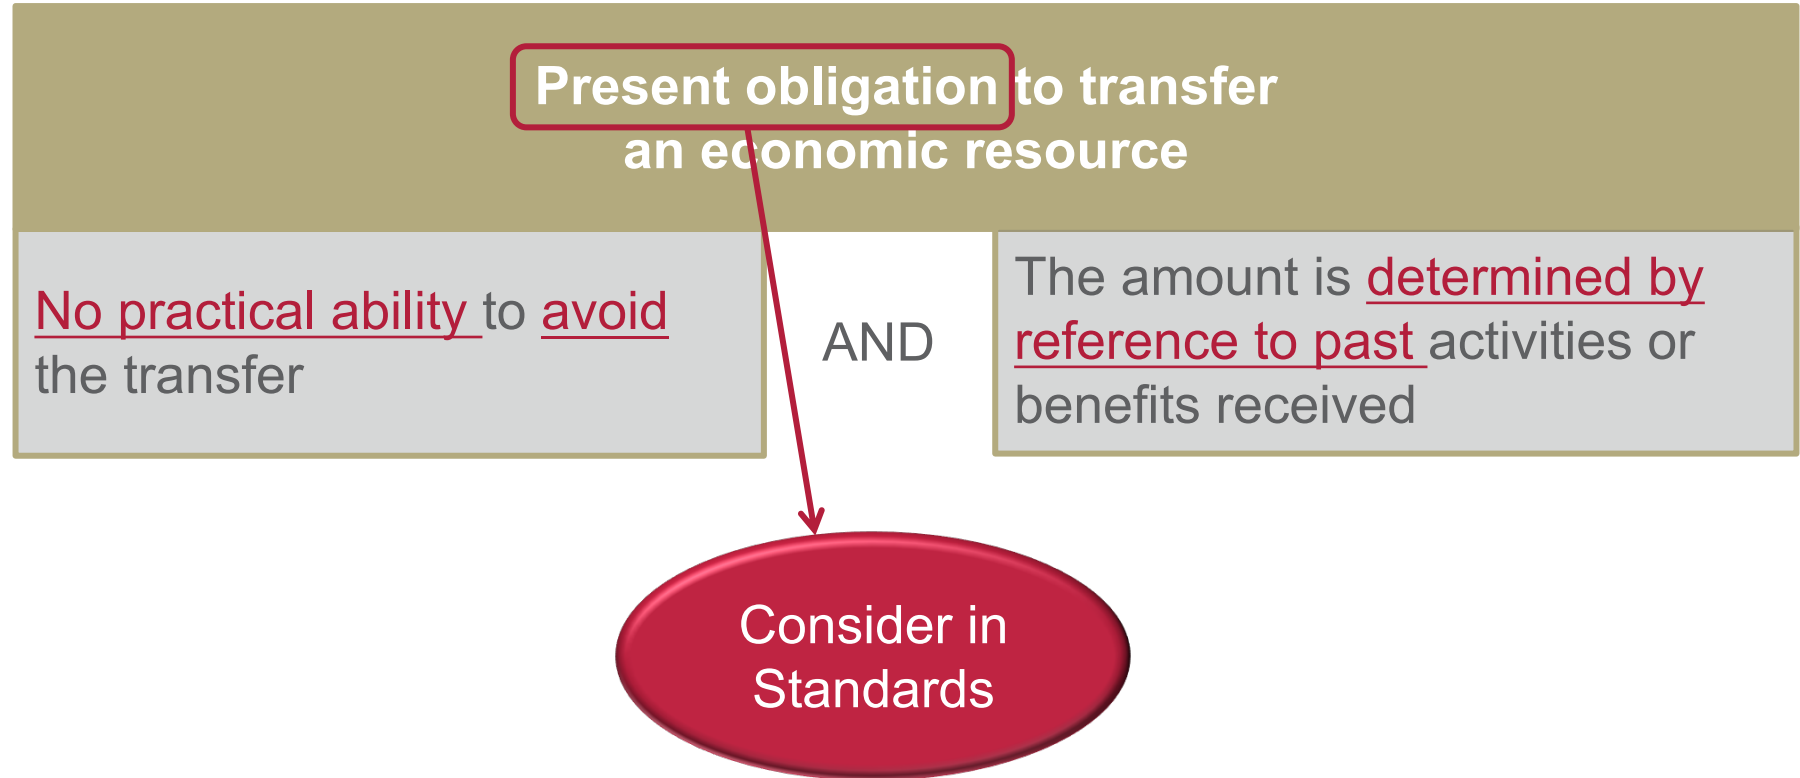 Present obligation to transfer
an economic resource
No practical ability to avoid
the transfer
AND
The amount is determined by
reference to past activities or
benefits received
Consider in
Standards